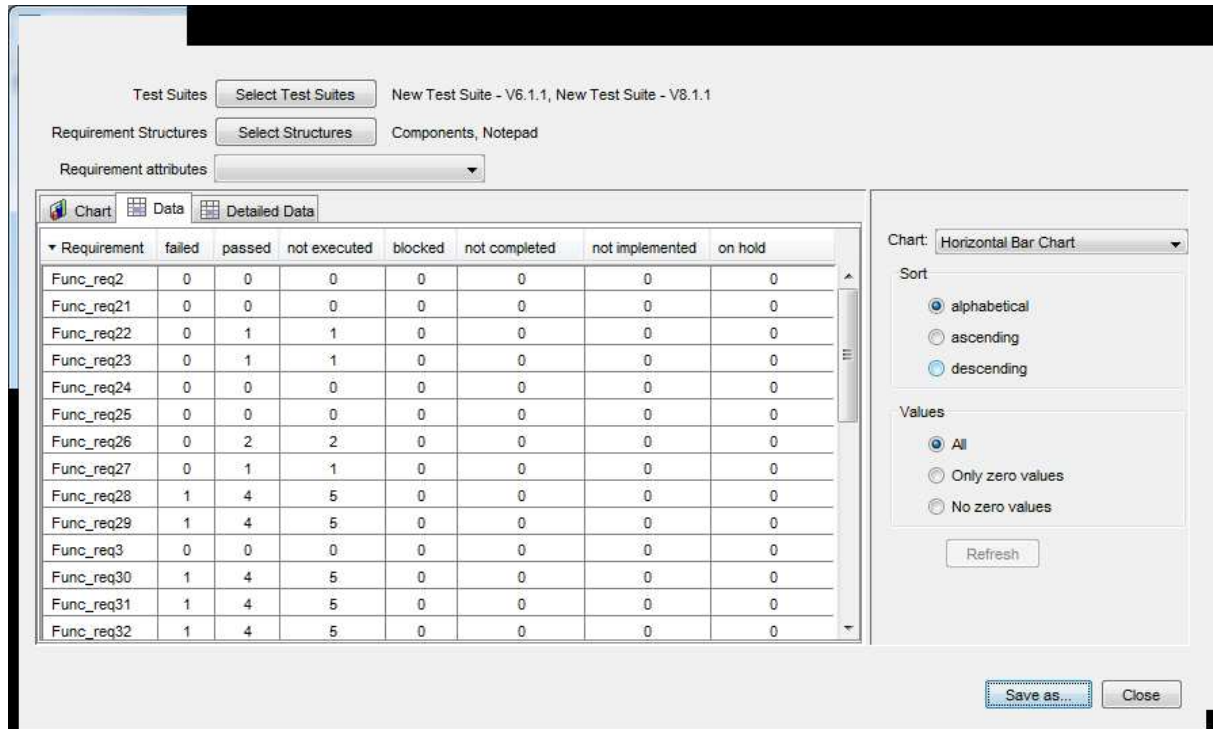 Test Suites Select Test Suites New Test Suite - V6.1.1, New Test Suite - V8.1.1
Requirement Structures Select Structures Components, Notepad
Requirement attributes
Chart Data Detailed Data
Requirement failed passed not executed blocked not completed not implemented on hold
Func_req2 0 0 0 0 0 0 0
Func_req21 0 0 0 0 0 0 0
Func_req22 0 1 1 0 0 0 0
Func_req23 0 1 1 0 0 0 0
Func_req24 0 0 0 0 0 0 0
Func_req25 0 0 0 0 0 0 0
Func_req26 0 2 2 0 0 0 0
Func_req27 0 1 1 0 0 0 0
Func_req28 1 4 5 0 0 0 0
Func_req29 1 4 5 0 0 0 0
Func_req3 0 0 0 0 0 0 0
Func_req30 1 4 5 0 0 0 0
Func_req31 1 4 5 0 0 0 0
Func_req32 1 4 5 0 0 0 0
Chart: Horizontal Bar Chart
Sort
alphabetical
ascending
descending
Values
All
Only zero values
No zero values
Refresh
Save as... Close